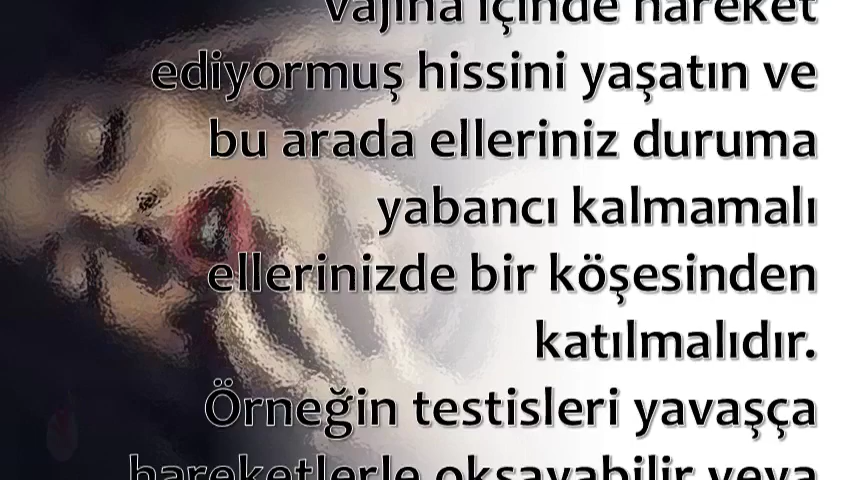 vajina içinde hareket
ediyormuş hissini yaşatın ve
bu arada elleriniz duruma
yabancı kalmamalı
ellerinizde bir köşesinden
katılmalıdır.
Örneğin testisleri yavaşça
hareketlerle okşayabilir veya